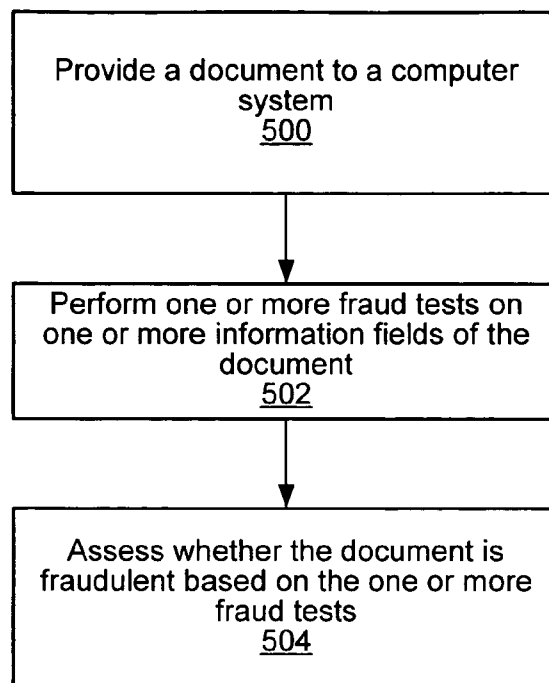 Provide a document to a computer
system
500
Perform one or more fraud tests on
one or more information fields of the
document
502
Assess whether the document is
fraudulent based on the one or more
fraud tests
504